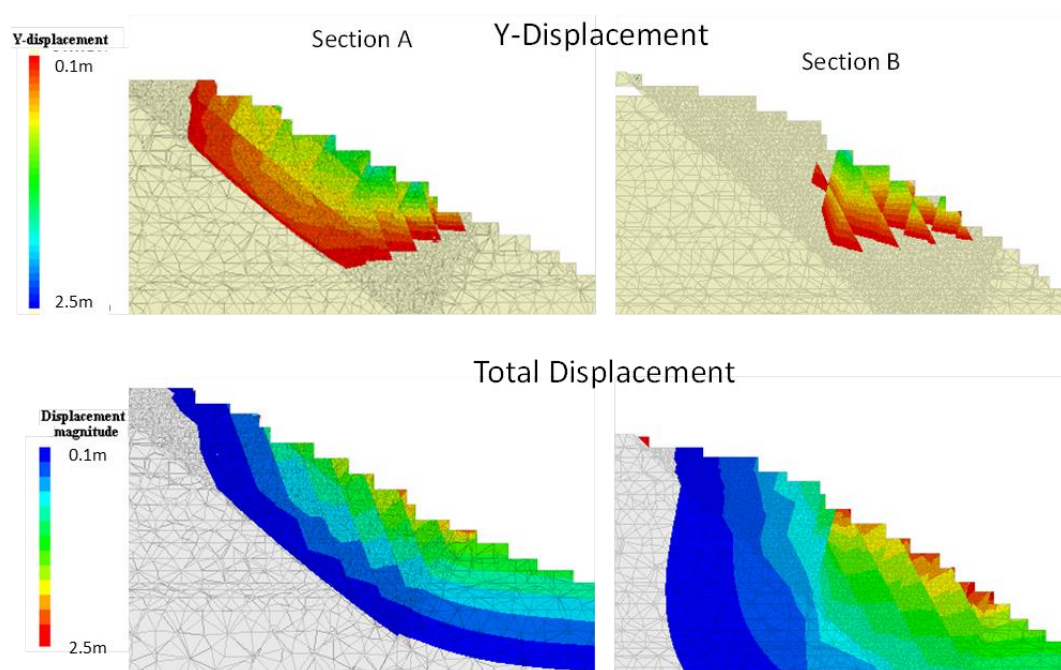 Y-Displacement
Y-displacement
Section A
0.1m
Section B
2.5m
Total Displacement
Displacement
magnitude
0.1m
2.5m